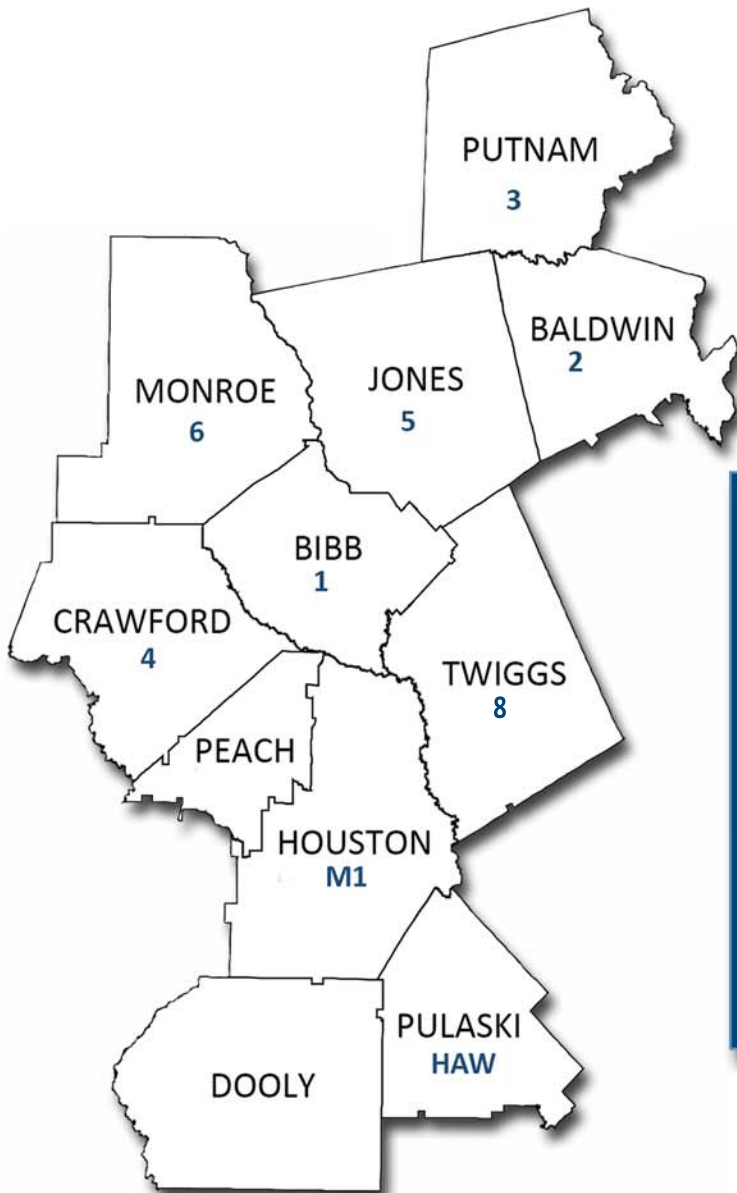 PUTNAM
3
BALDWIN
2
JONES
5
MONROE
6
BIBB
1
CRAWFORD
4
TWIGGS
8
PEACH
HOUSTON
M1
PULASKI
HAW
DOOLY